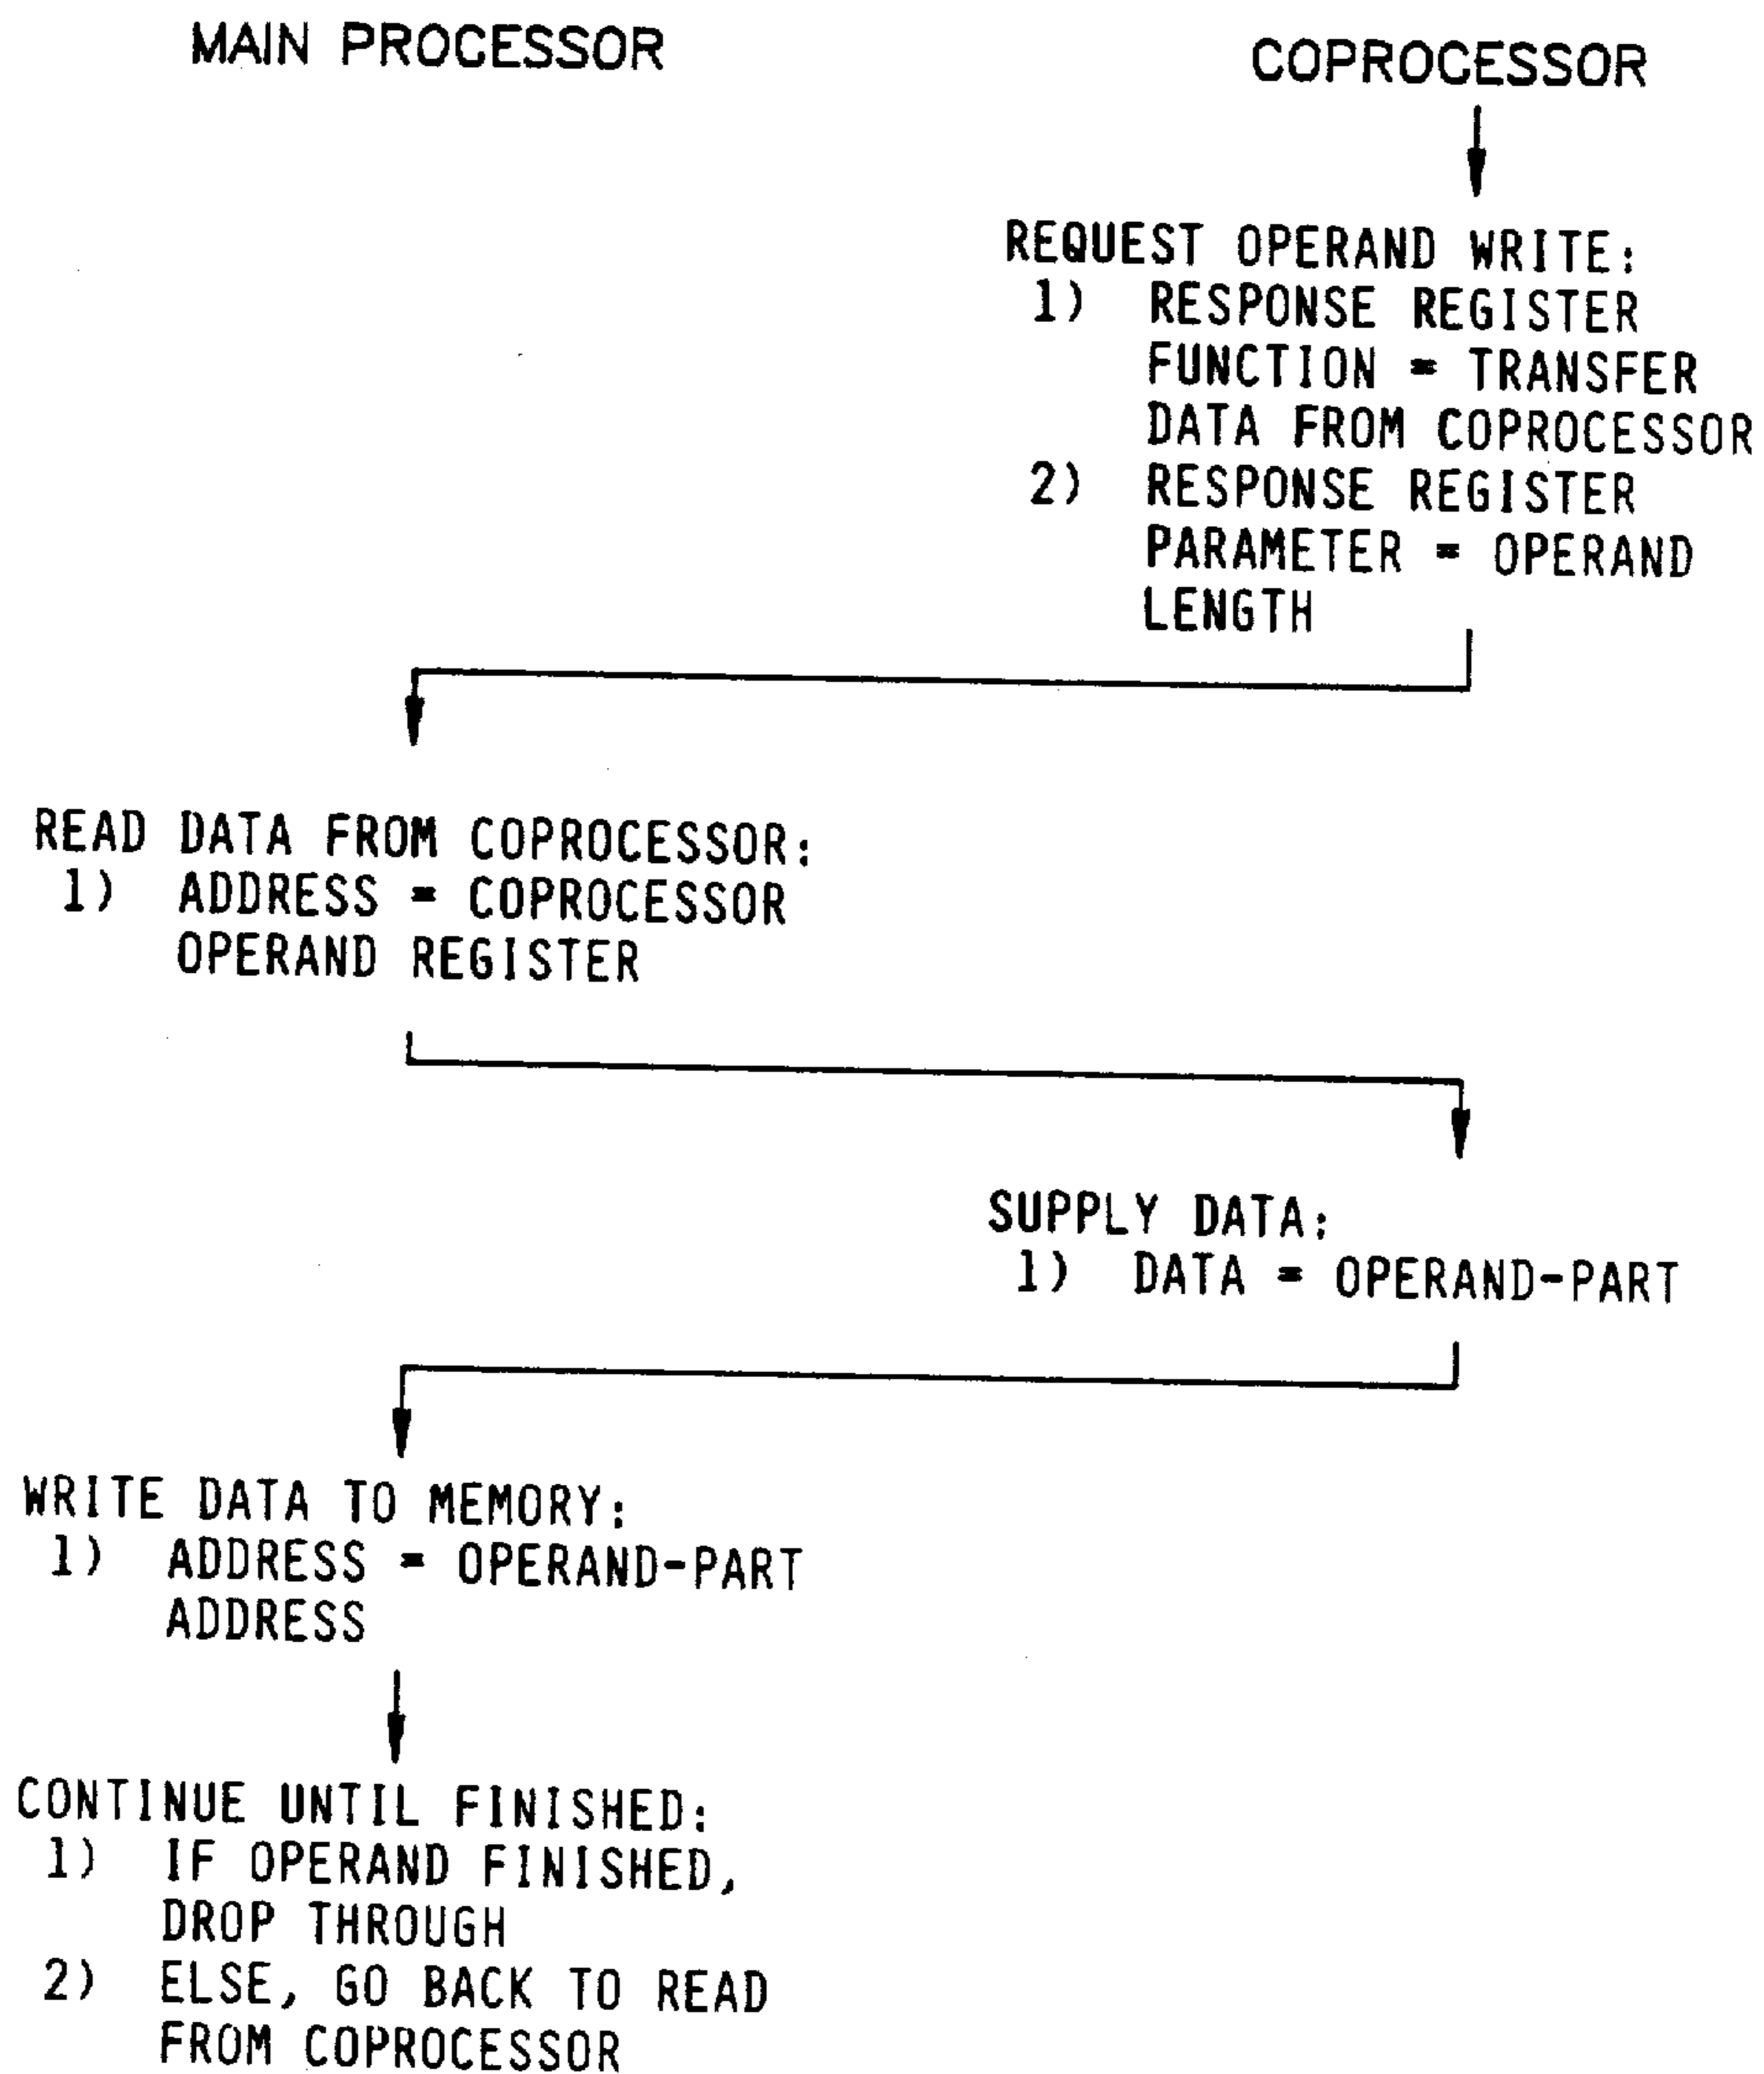 MAIN PROCESSOR
COPROCESSOR
REQUEST OPERAND WRITE:
1) RESPONSE REGISTER
FUNCTION = TRANSFER
DATA FROM COPROCESSOR
2) RESPONSE REGISTER
PARAMETER = OPERAND
LENGTH
READ DATA FROM COPROCESSOR:
1) ADDRESS = COPROCESSOR
OPERAND REGISTER
SUPPLY DATA:
1) DATA = OPERAND-PART
WRITE DATA TO MEMORY:
1) ADDRESS = OPERAND-PART
ADDRESS
CONTINUE UNTIL FINISHED:
1) IF OPERAND FINISHED,
DROP THROUGH
2) ELSE, GO BACK TO READ
FROM COPROCESSOR